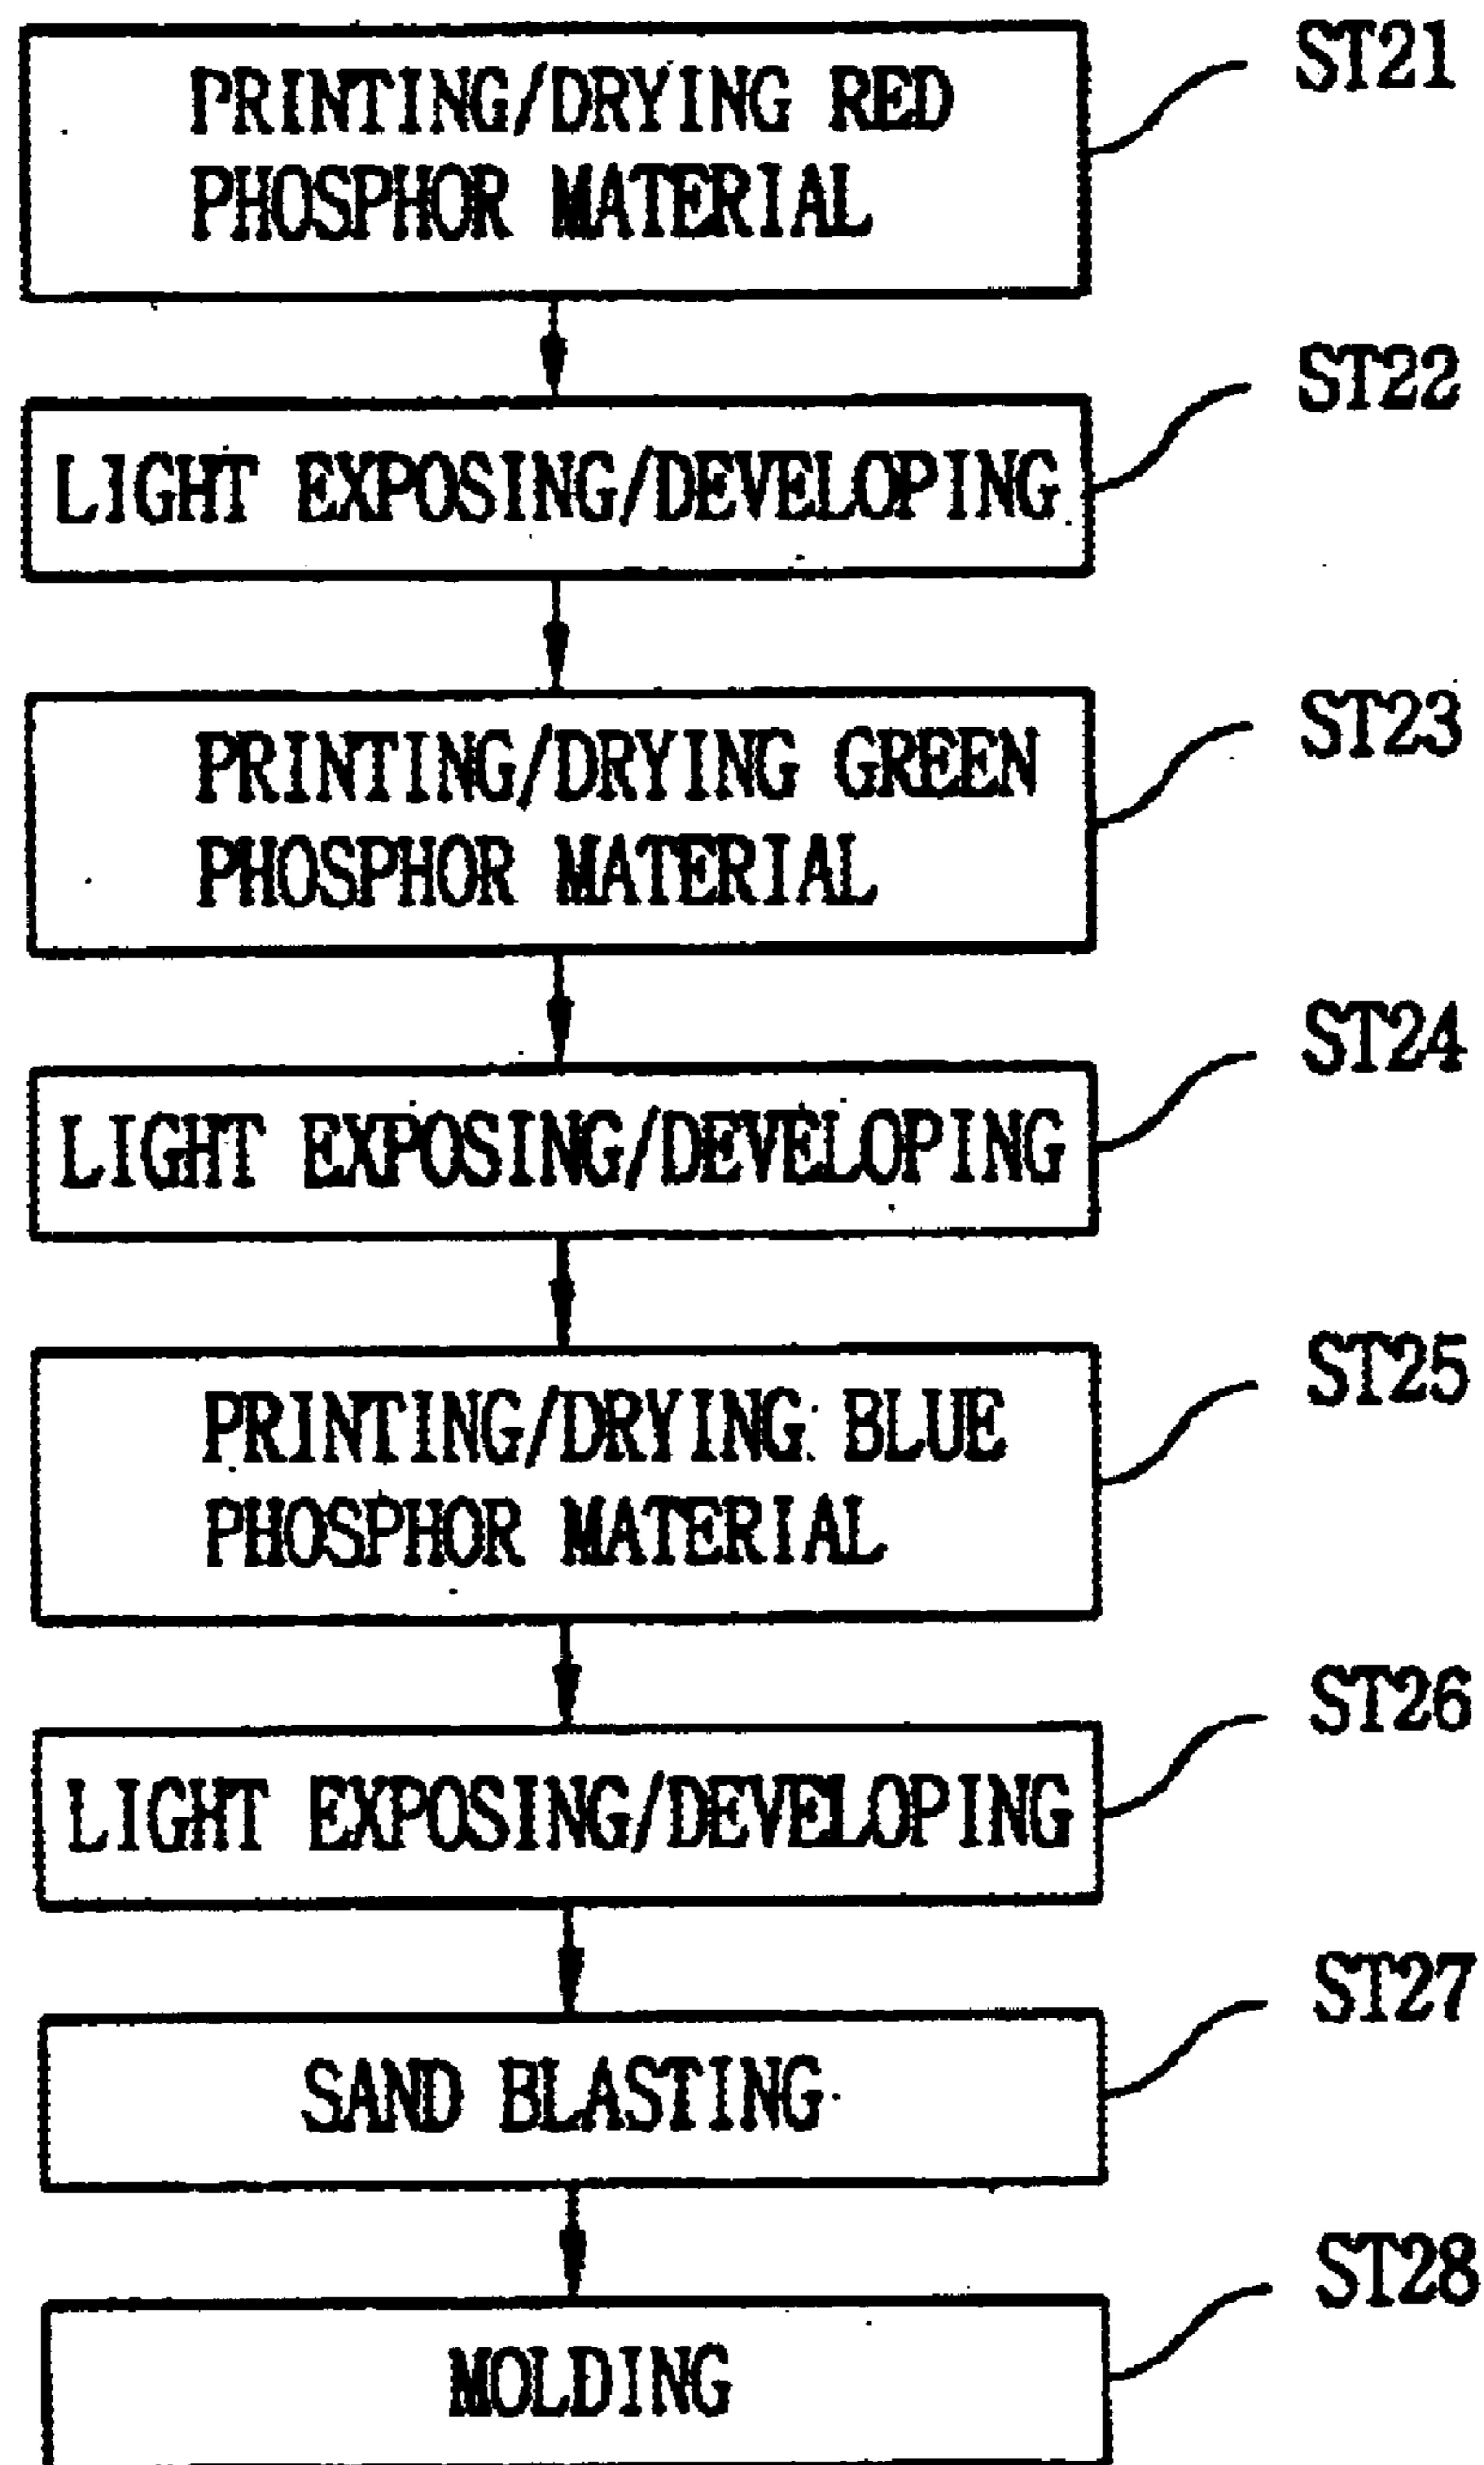 PRINTING/DRYING RED
PHOSPHOR MATERIAL
ST21
LIGHT EXPOSING/DEVELOPING
ST22
PRINTING/DRYING GREEN
PHOSPHOR MATERIAL
ST23
LIGHT EXPOSING/DEVELOPING
ST24
PRINTING/DRYING BLUE
PHOSPHOR MATERIAL
ST25
LIGHT EXPOSING/DEVELOPING
ST26
SAND BLASTING
ST27
MOLDING
ST28